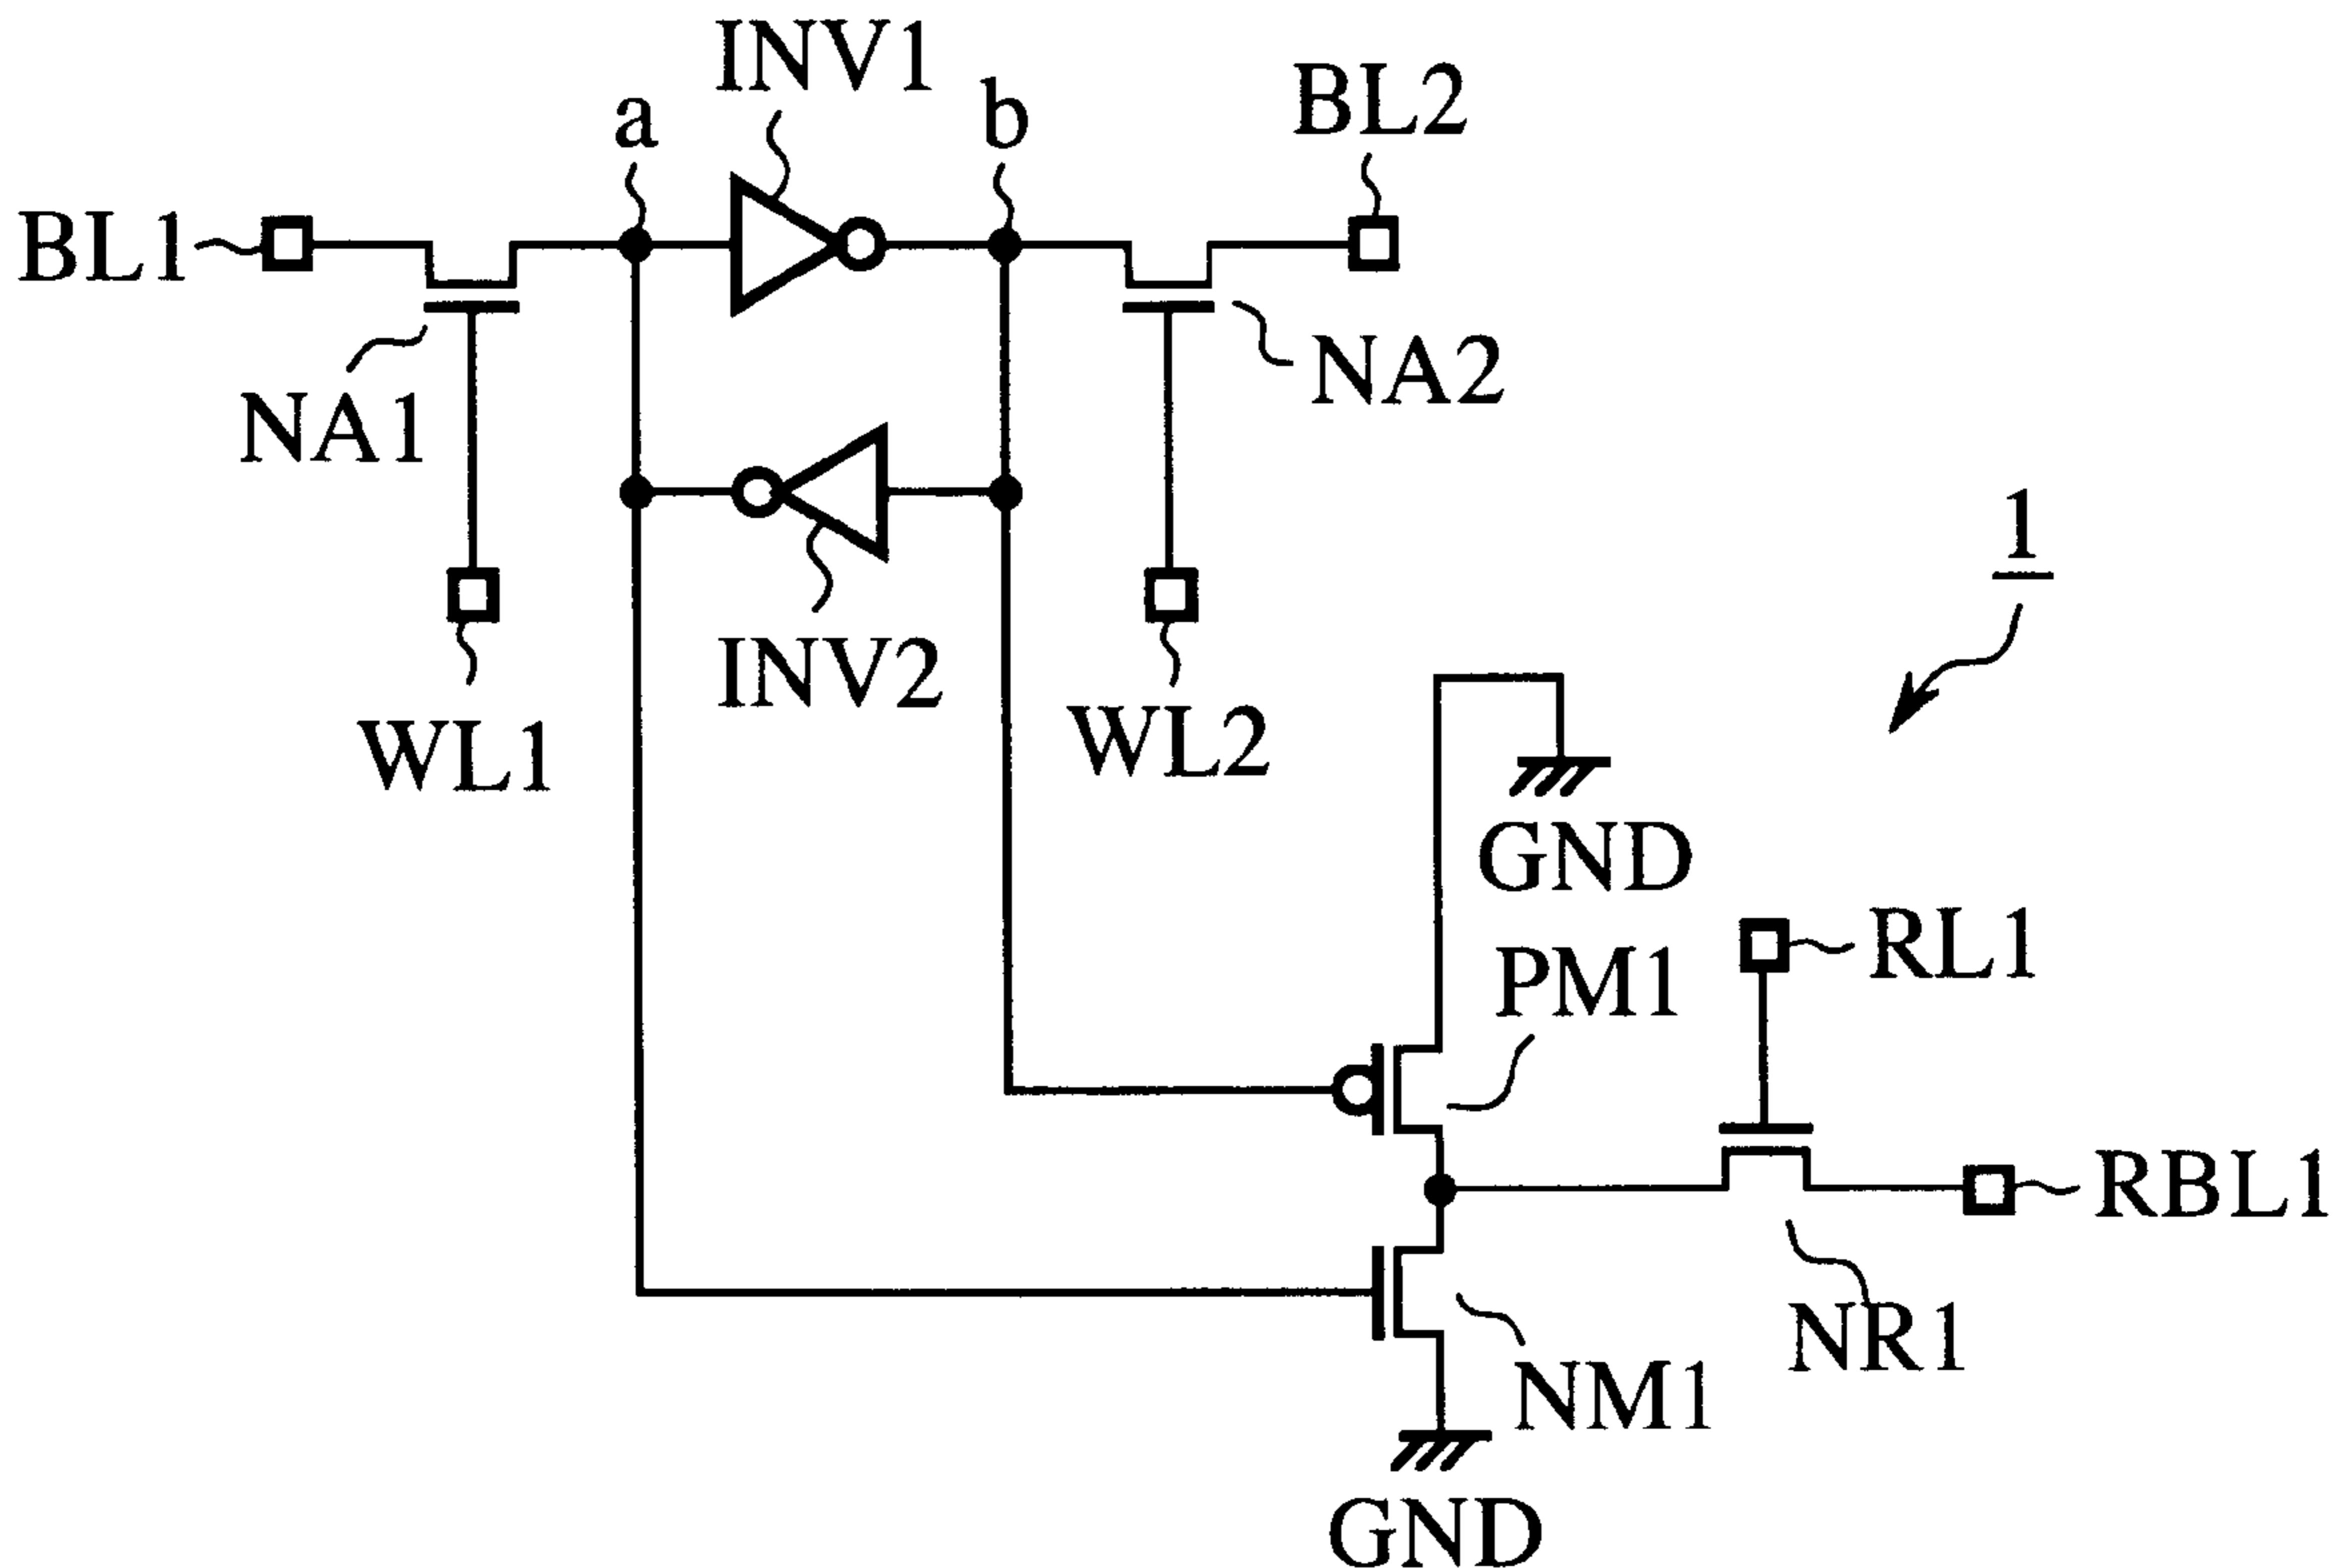 INV1
BL2
a
b
BL1
NA2
NA1
1
INV2
WL2
WL1
GND
RL1
PM1
RBL1
NR1
NM1
GND